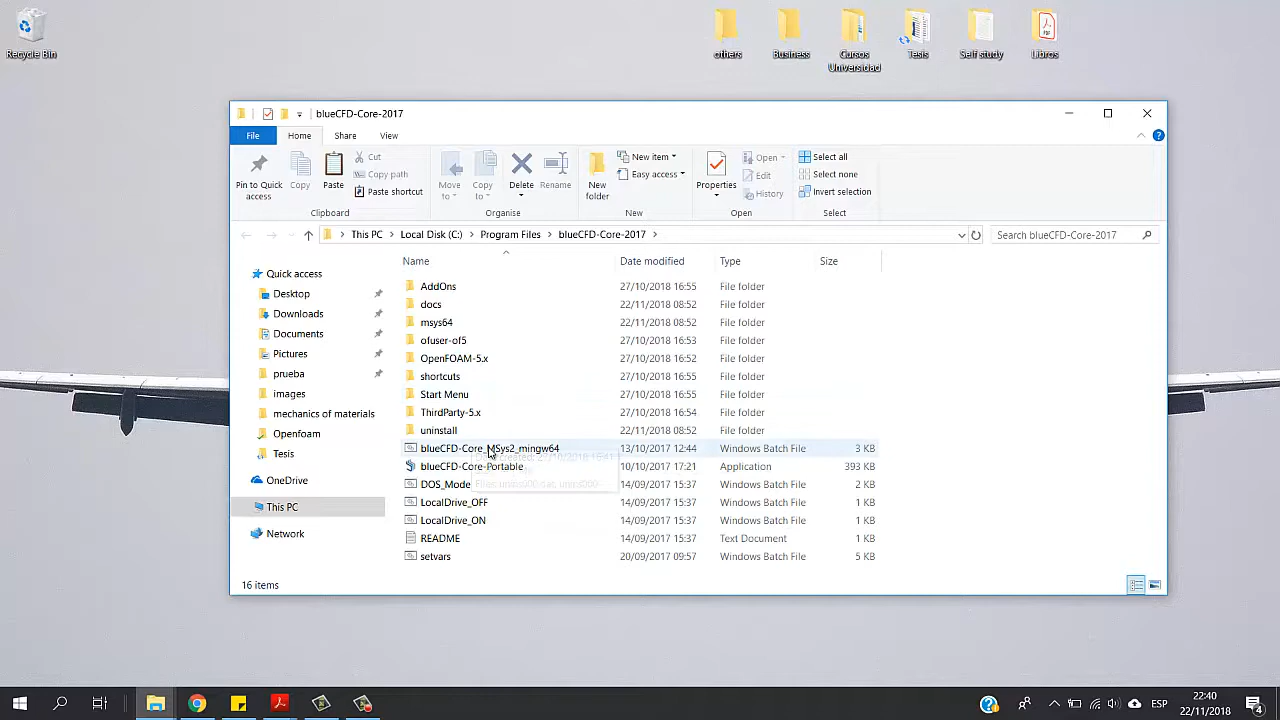 Recycle Bin
others
Business
Cursos Universidad
Tesis
Self study
Libros
blueCFD-Core-2017
File Home Share View
Pin to Quick access
Copy
Paste
Cut
Copy path
Paste shortcut
Clipboard
Move to
Copy to
Delete
Rename
Organise
New folder
New item
Easy access
New
Properties
Open
Edit
History
Open
Select all
Select none
Invert selection
Select
This PC > Local Disk (C:) > Program Files > blueCFD-Core-2017 >
Search blueCFD-Core-2017
Name Date modified Type Size
Quick access
Desktop
Downloads
Documents
Pictures
prueba
images
mechanics of materials
Openfoam
Tesis
OneDrive
This PC
Network
AddOns 27/10/2018 16:55 File folder
docs 22/11/2018 08:52 File folder
msys64 22/11/2018 08:52 File folder
ofuser-of5 27/10/2018 16:53 File folder
OpenFOAM-5.x 27/10/2018 16:52 File folder
shortcuts 27/10/2018 16:55 File folder
Start Menu 27/10/2018 16:55 File folder
ThirdParty-5.x 27/10/2018 16:54 File folder
uninstall 22/11/2018 08:52 File folder
blueCFD-Core_MSys2_mingw64 13/10/2017 12:44 Windows Batch File 3 KB
blueCFD-Core-Portable 10/10/2017 17:21 Application 393 KB
DOS_Mode 14/09/2017 15:37 Windows Batch File 2 KB
LocalDrive_OFF 14/09/2017 15:37 Windows Batch File 1 KB
LocalDrive_ON 14/09/2017 15:37 Windows Batch File 1 KB
README 14/09/2017 15:37 Text Document 1 KB
setvars 20/09/2017 09:57 Windows Batch File 5 KB
16 items
ESP
22:40
22/11/2018
4